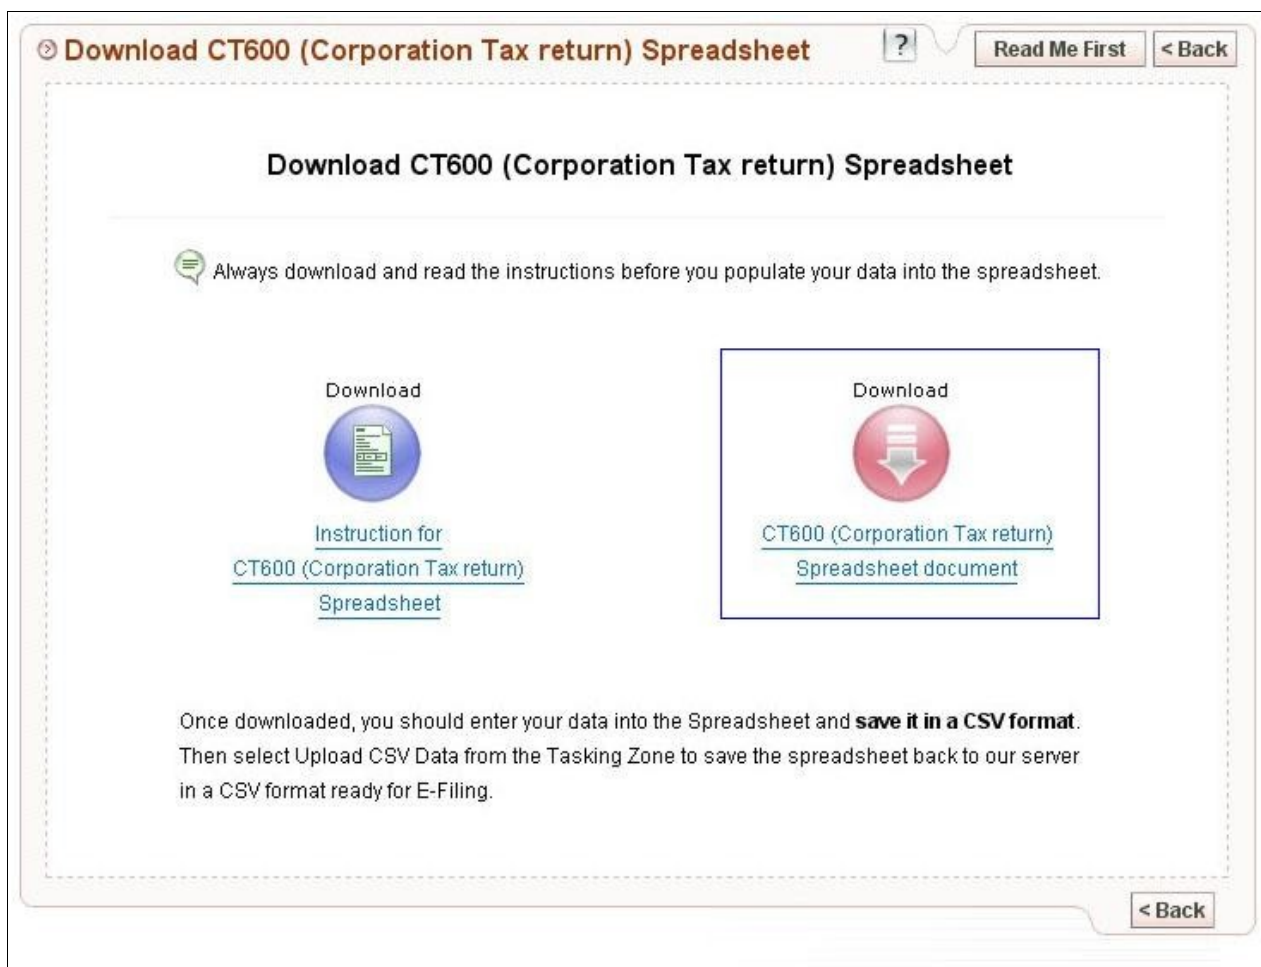 Download CT600 (Corporation Tax return) Spreadsheet
?
Read Me First
< Back
Download CT600 (Corporation Tax return) Spreadsheet
Always download and read the instructions before you populate your data into the spreadsheet.
Download
Instruction for
CT600 (Corporation Tax return)
Spreadsheet
Download
CT600 (Corporation Tax return)
Spreadsheet document
Once downloaded, you should enter your data into the Spreadsheet and save it in a CSV format.
Then select Upload CSV Data from the Tasking Zone to save the spreadsheet back to our server
in a CSV format ready for E-Filing.
< Back